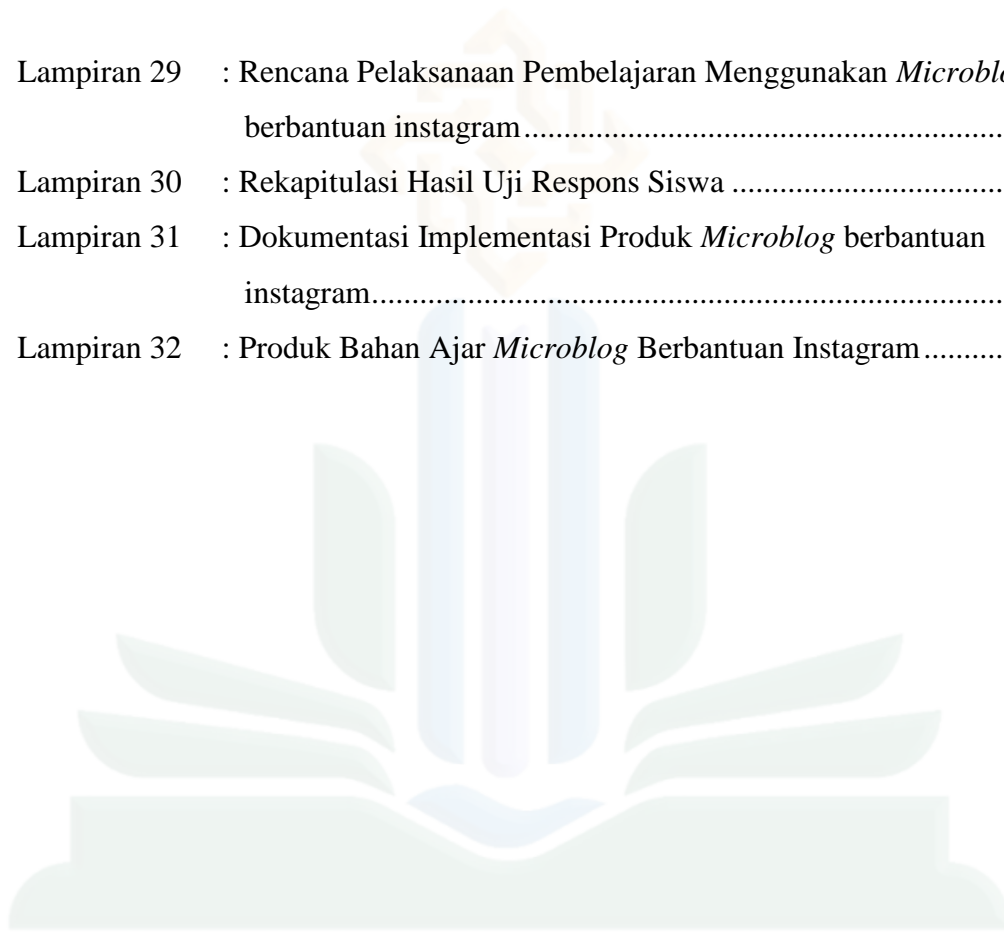 Lampiran 29 : Rencana Pelaksanaan Pembelajaran Menggunakan
berbantuan instagram..........................................................
Lampiran 30 : Rekapitulasi Hasil Uji Respons Siswa ..................................
Lampiran 31 : Dokumentasi Implementasi Produk Microblog berbantuan
instagram.............................................................................
Lampiran 32 : Produk Bahan Ajar Microblog Berbantuan Instagram..........